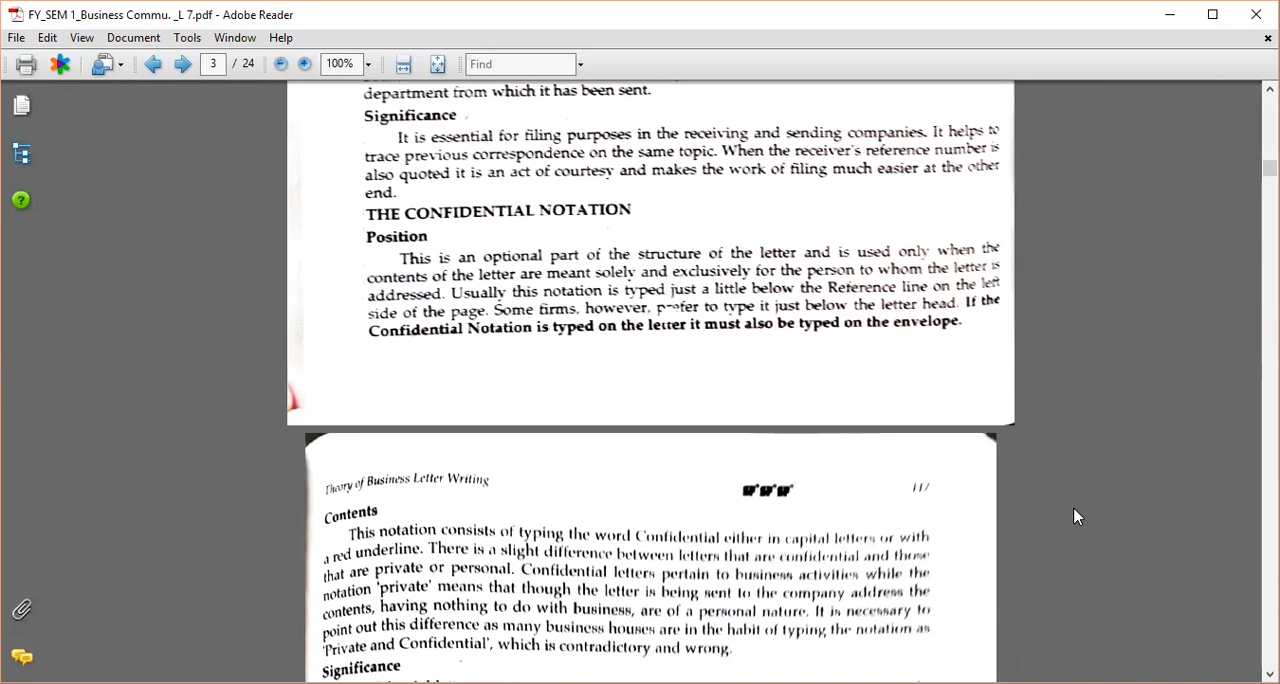 FY_SEM 1_Business Commu. _L 7.pdf - Adobe Reader
File Edit View Document Tools Window Help
3 / 24 100% Find
department from which it has been sent.
Significance
It is essential for filing purposes in the receiving and sending companies. It helps to
trace previous correspondence on the same topic. When the receiver's reference number is
also quoted it is an act of courtesy and makes the work of filing much easier at the other
end.
THE CONFIDENTIAL NOTATION
Position
This is an optional part of the structure of the letter and is used only when the
contents of the letter are meant solely and exclusively for the person to whom the letter is
addressed. Usually this notation is typed just a little below the Reference line on the left
side of the page. Some firms, however, prefer to type it just below the letter head. If the
Confidential Notation is typed on the letter it must also be typed on the envelope.
Theory of Business Letter Writing 117
Contents
This notation consists of typing the word Confidential either in capital letters or with
a red underline. There is a slight difference between letters that are confidential and those
that are private or personal. Confidential letters pertain to business activities while the
notation 'private' means that though the letter is being sent to the company address the
contents, having nothing to do with business, are of a personal nature. It is necessary to
point out this difference as many business houses are in the habit of typing the notation as
'Private and Confidential', which is contradictory and wrong.
Significance